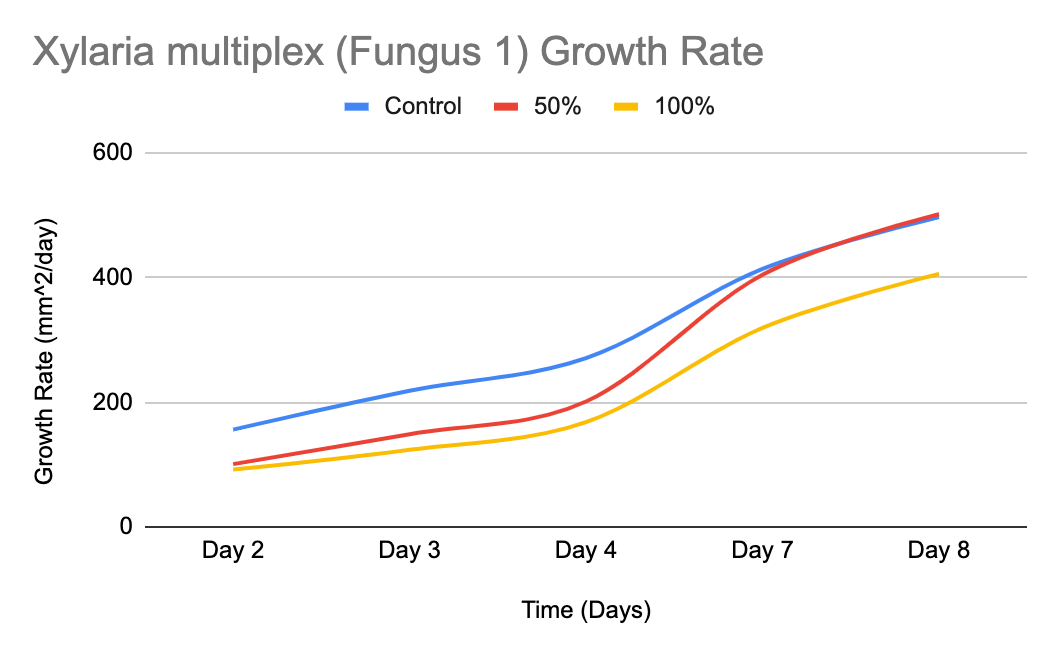 Xylaria multiplex (Fungus 1) Growth Rate
Control 50% 100%
600
400
200
0
Growth Rate (mm^2/day)
Day 2 Day 3 Day 4 Day 7 Day 8
Time (Days)